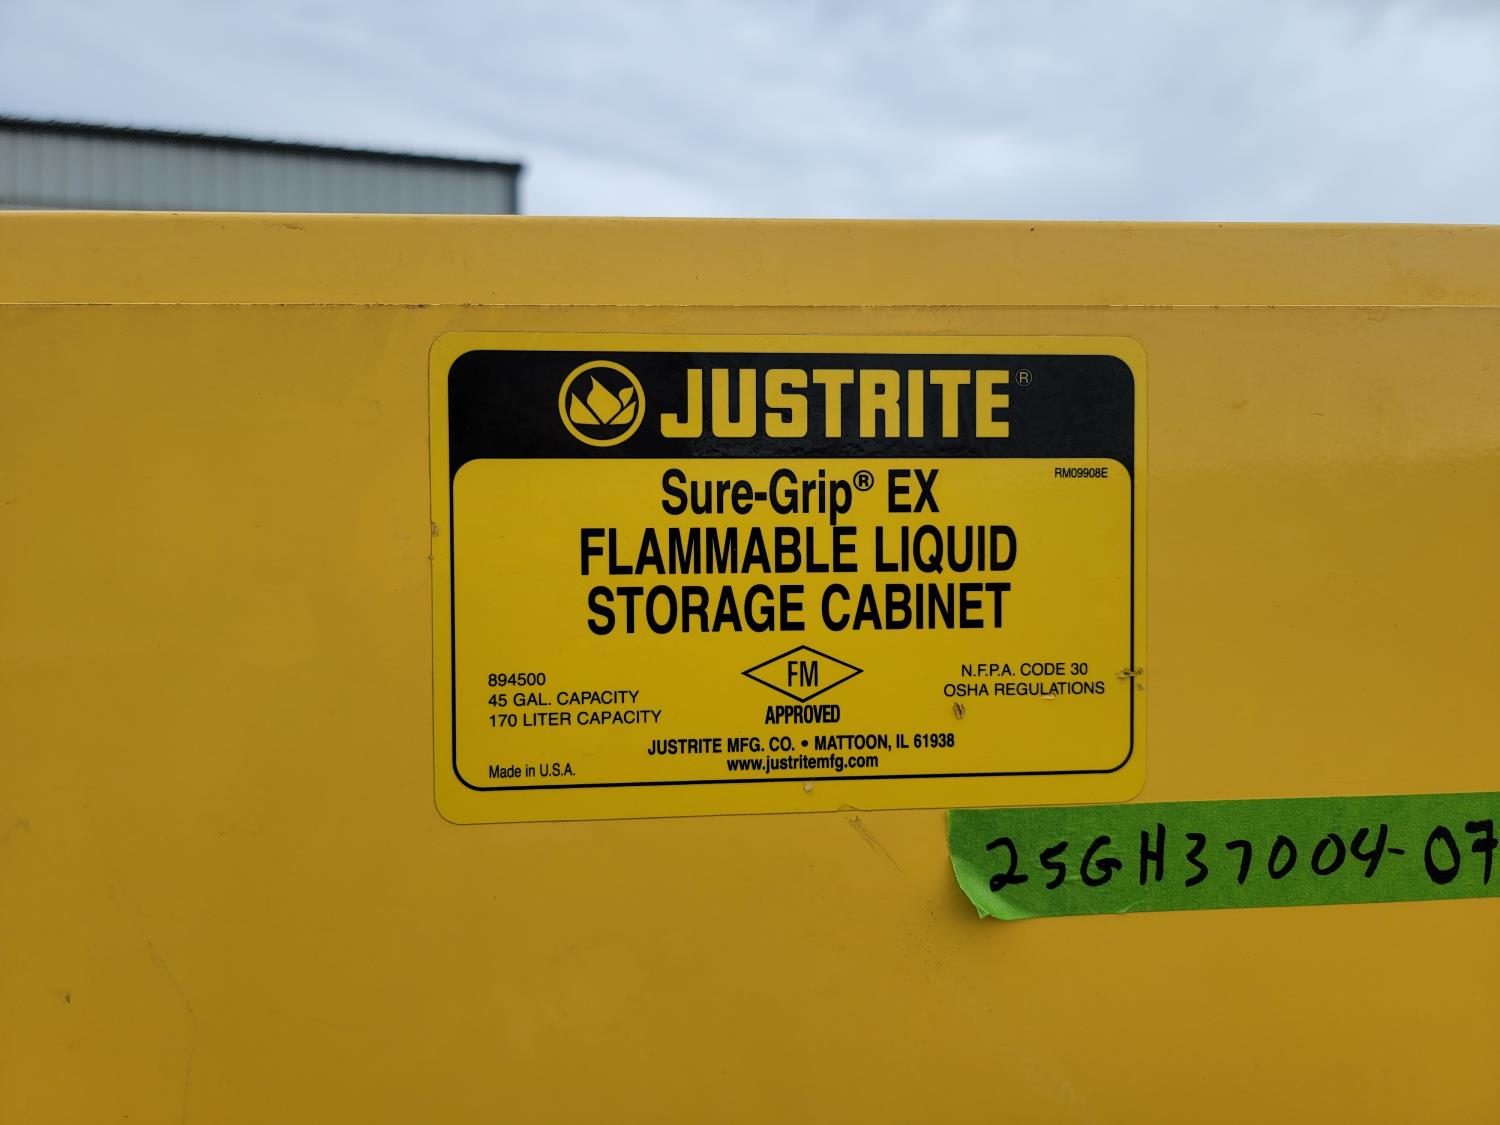 JUSTRITE®
RM09908E
Sure-Grip® EX
FLAMMABLE LIQUID
STORAGE CABINET
894500
45 GAL. CAPACITY
170 LITER CAPACITY
FM
APPROVED
N.F.P.A. CODE 30
OSHA REGULATIONS
JUSTRITE MFG. CO. • MATTOON, IL 61938
www.justritemfg.com
Made in U.S.A.
25GH37004-07